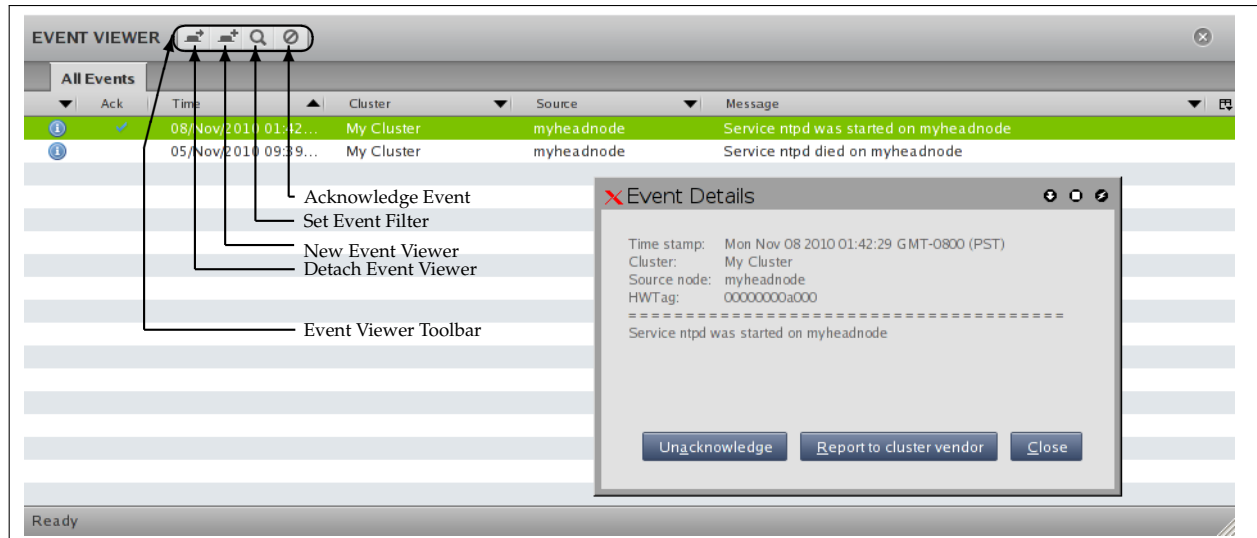 EVENT VIEWER
All Events
Ack Time Cluster Source Message
08/Nov/2010 01:42... My Cluster myheadnode Service ntpd was started on myheadnode
05/Nov/2010 09:39... My Cluster myheadnode Service ntpd died on myheadnode
Acknowledge Event
Set Event Filter
New Event Viewer
Detach Event Viewer
Event Viewer Toolbar
Event Details
Time stamp: Mon Nov 08 2010 01:42:29 GMT-0800 (PST)
Cluster: My Cluster
Source node: myheadnode
HWTag: 00000000a000
======================================
Service ntpd was started on myheadnode
Unacknowledge Report to cluster vendor Close
Ready